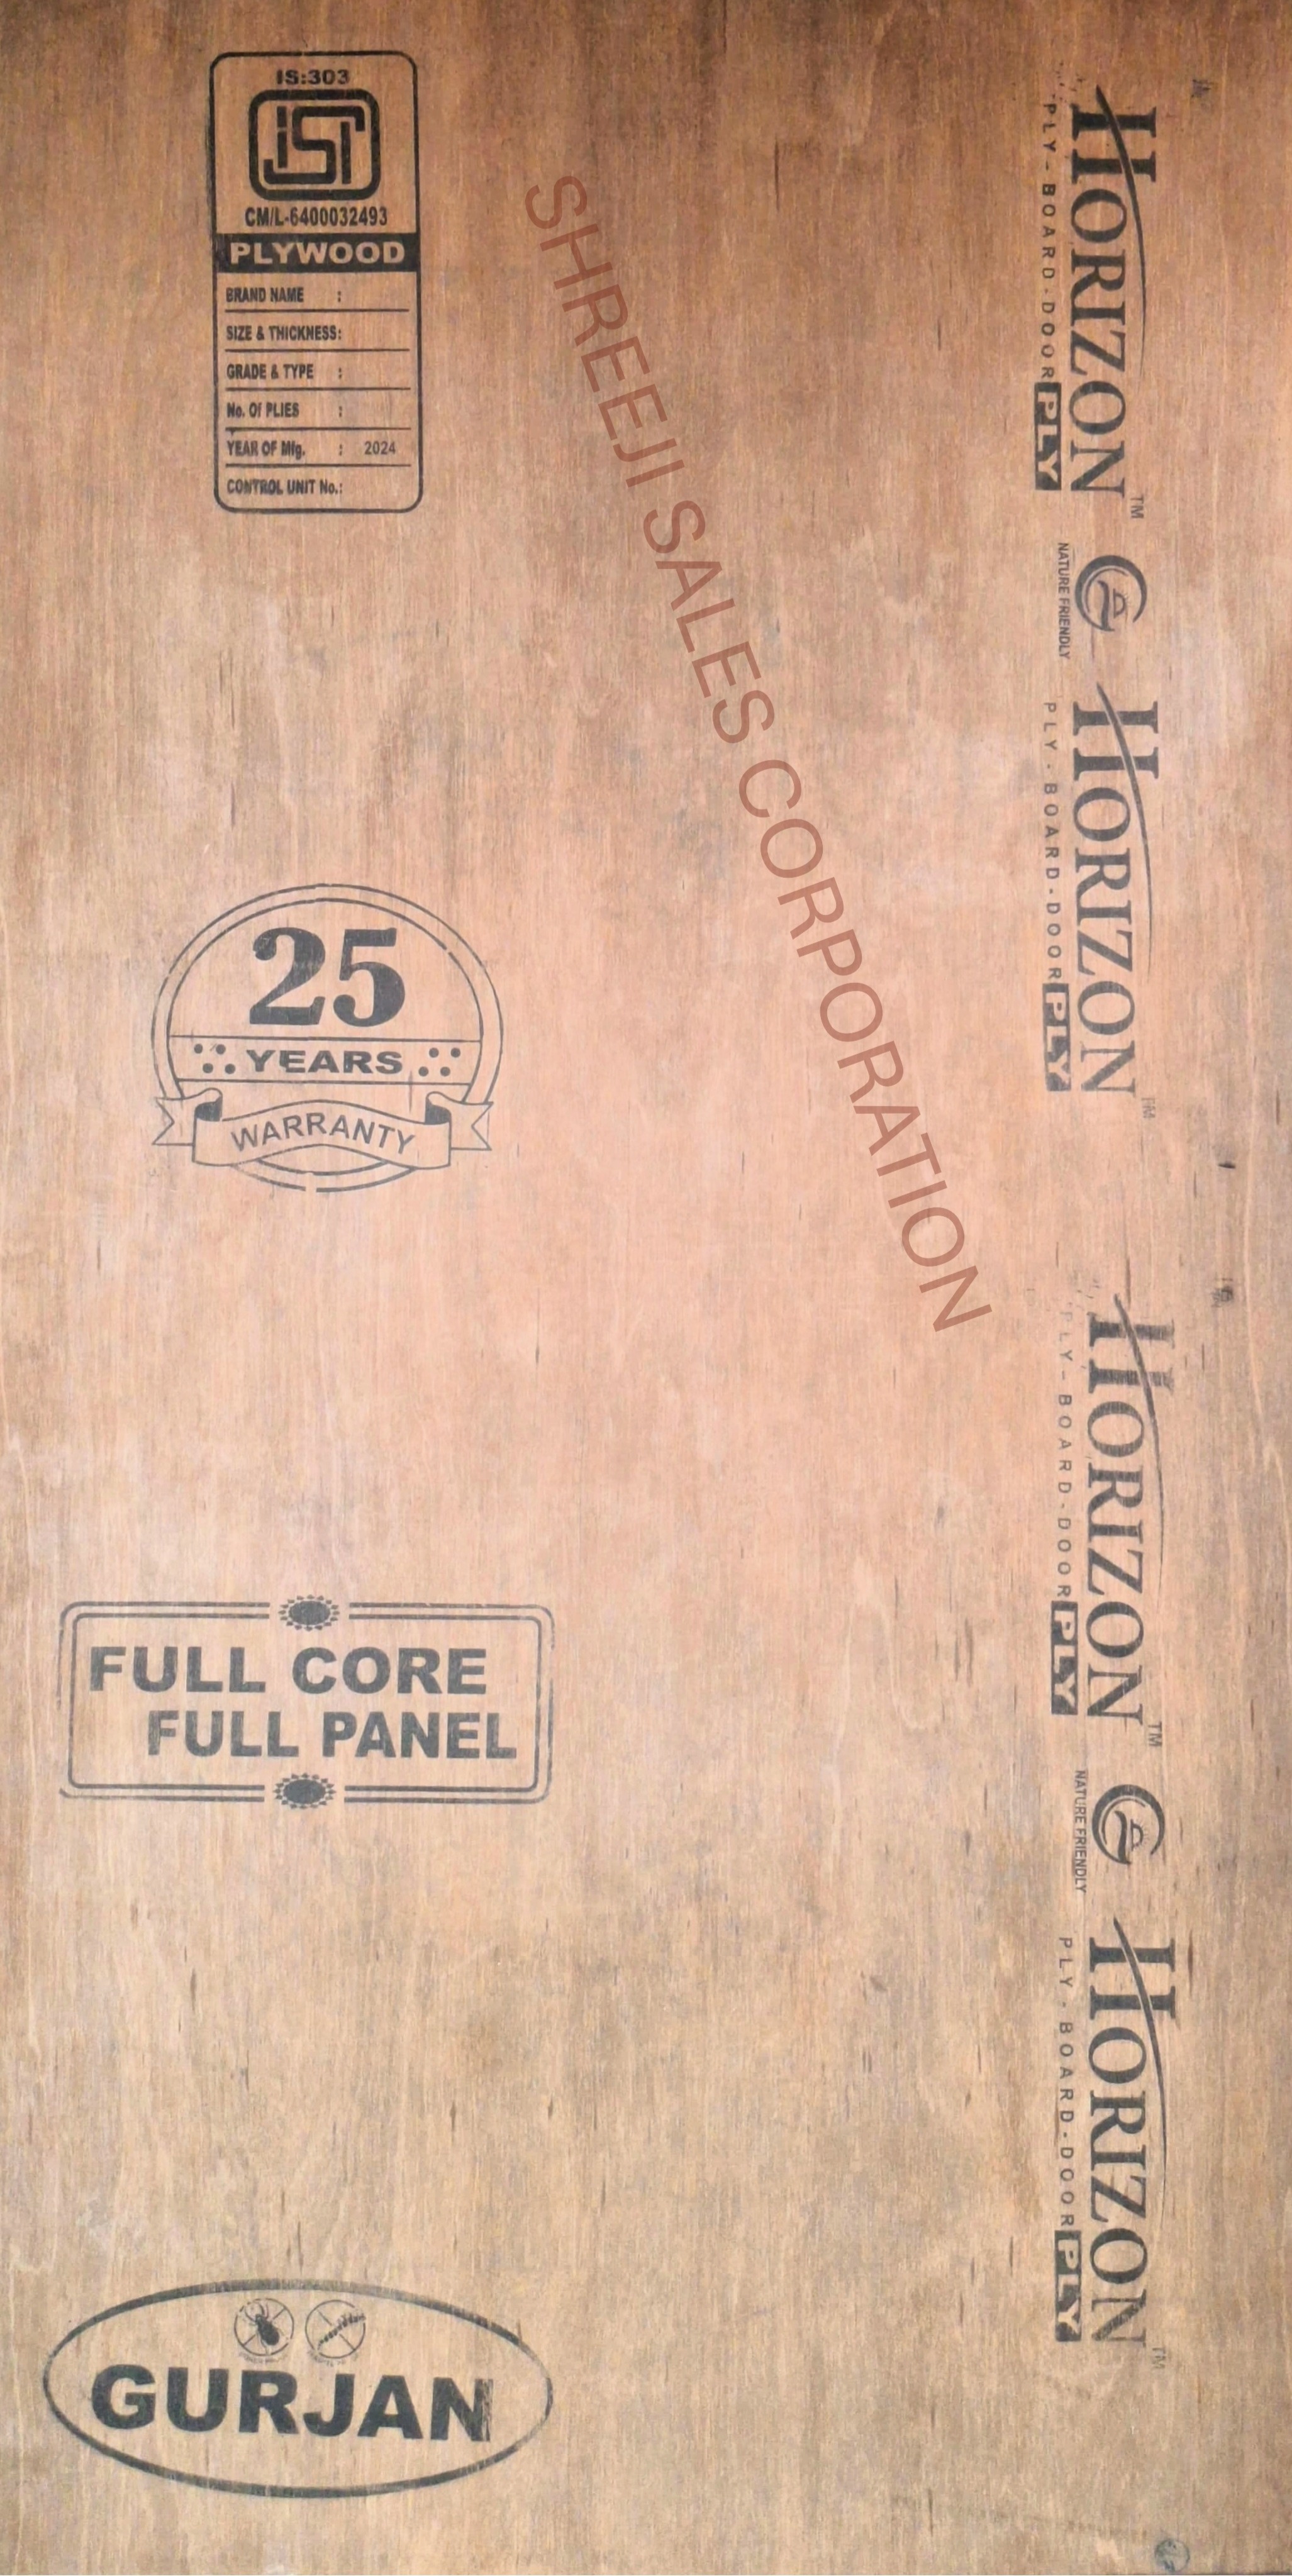 IS:303
ISI
CM/L-6400032493
PLYWOOD
BRAND NAME :
SIZE & THICKNESS:
GRADE & TYPE :
No. Of PLIES :
YEAR OF Mfg. : 2024
CONTROL UNIT No.:
25
YEARS
WARRANTY
FULL CORE
FULL PANEL
GURJAN
SHREEJI SALES CORPORATION
HORIZON™
PLY-BOARD-DOOR PLY
NATURE FRIENDLY
HORIZON™
PLY-BOARD-DOOR PLY
HORIZON™
PLY-BOARD-DOOR PLY
NATURE FRIENDLY
HORIZON™
PLY-BOARD-DOOR PLY